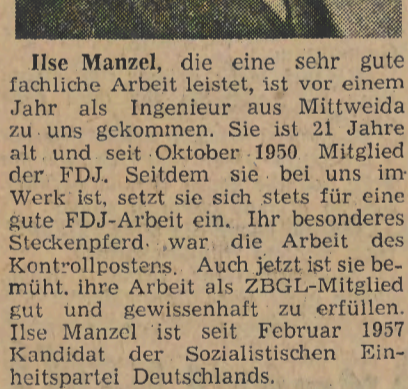 Ilse Manzel, die eine sehr gute
fachliche Arbeit leistet, ist vor einem
Jahr als Ingenieur aus Mittweida
zu uns gekommen. Sie ist 21 Jahre
alt und seit Oktober 1950 Mitglied
der FDJ. Seitdem sie bei uns im
Werk ist, setzt sie sich stets für eine
gute FDJ-Arbeit ein. Ihr besonderes
Steckenpferd war die Arbeit des
Kontrollpostens. Auch jetzt ist sie be-
müht, ihre Arbeit als ZBGL-Mitglied
gut und gewissenhaft zu erfüllen.
Ilse Manzel ist seit Februar 1957
Kandidat der Sozialistischen Ein-
heitspartei Deutschlands.